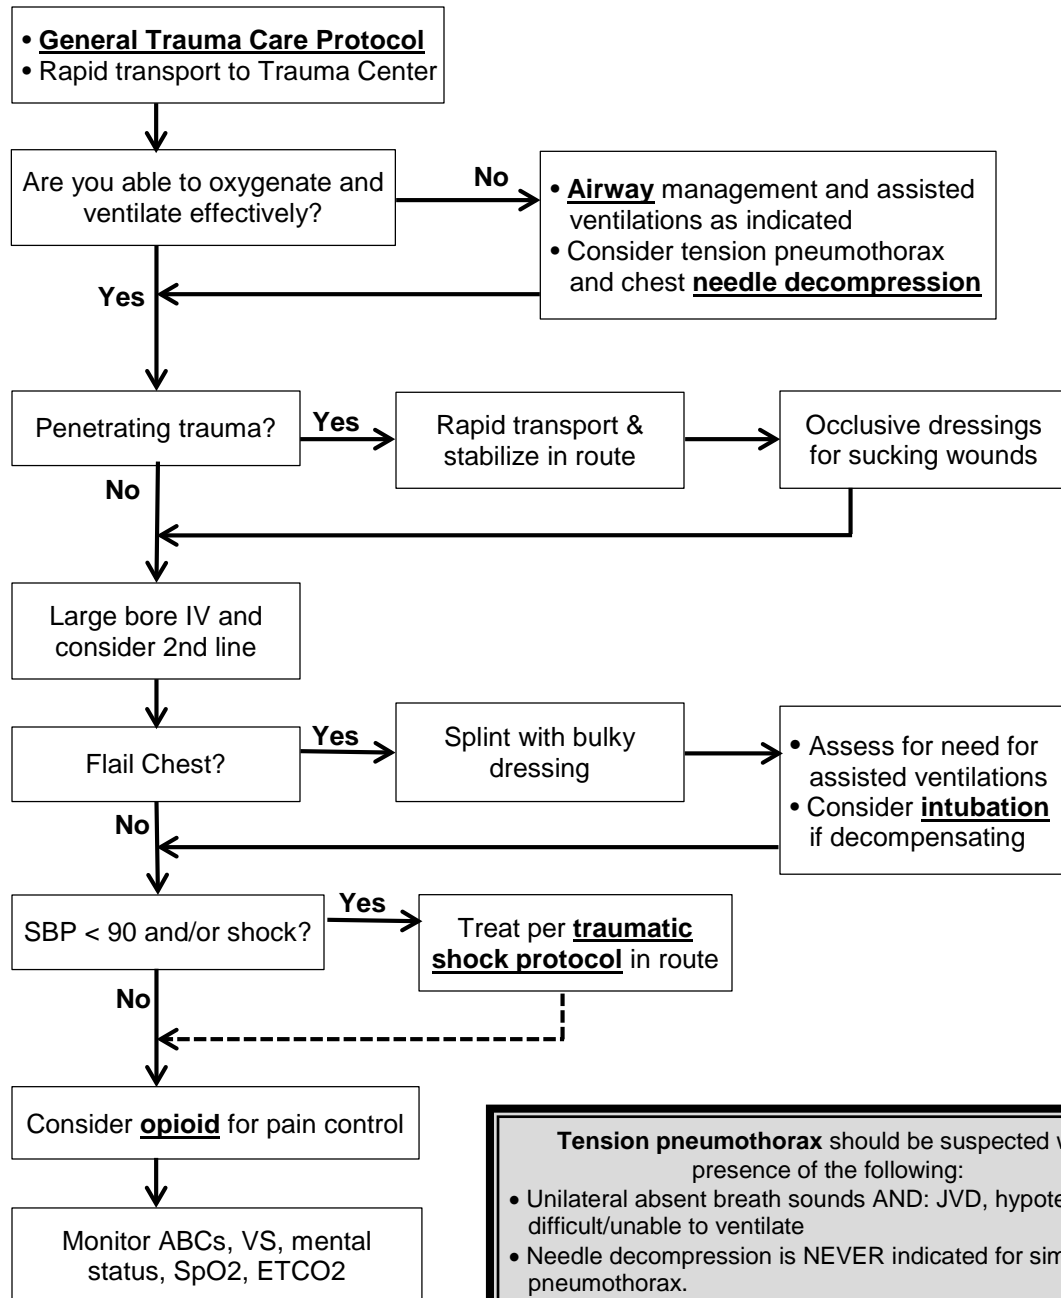 • General Trauma Care Protocol
• Rapid transport to Trauma Center
Are you able to oxygenate and
ventilate effectively?
No
• Airway management and assisted
ventilations as indicated
• Consider tension pneumothorax
and chest needle decompression
Yes
Penetrating trauma?
Yes
Rapid transport &
stabilize in route
Occlusive dressings
for sucking wounds
No
Large bore IV and
consider 2nd line
Flail Chest?
Yes
Splint with bulky
dressing
• Assess for need for
assisted ventilations
• Consider intubation
if decompensating
No
SBP < 90 and/or shock?
Yes
Treat per traumatic
shock protocol in route
No
Consider opioid for pain control
Monitor ABCs, VS, mental
status, SpO2, ETCO2
Tension pneumothorax should be suspected
presence of the following:
• Unilateral absent breath sounds AND: JVD,
difficult/unable to ventilate
• Needle decompression is NEVER indicated for
pneumothorax.